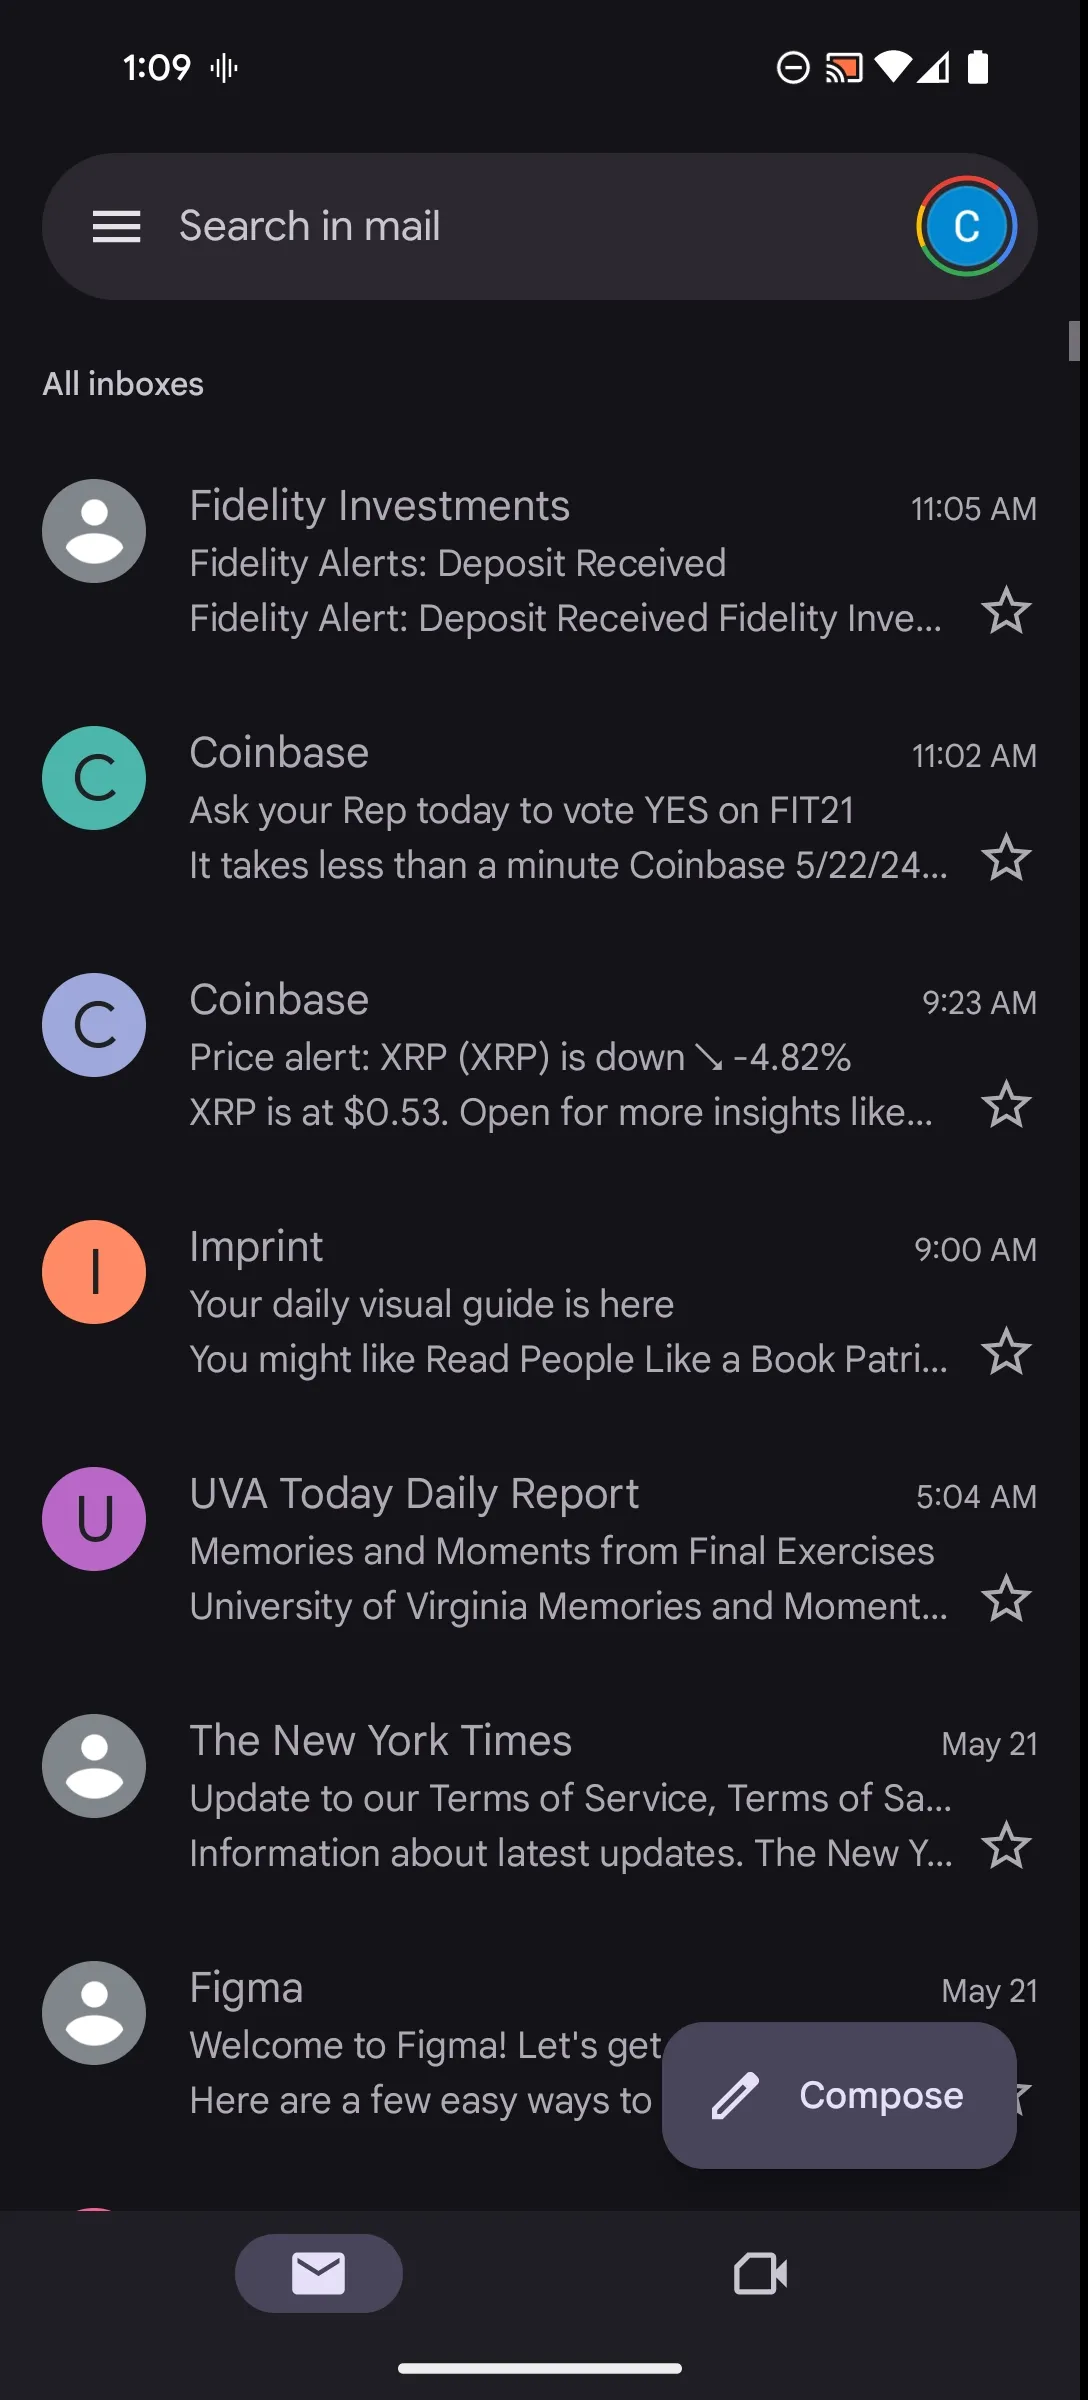 1:09
Search in mail
C
All inboxes
Fidelity Investments
11:05 AM
Fidelity Alerts: Deposit Received
Fidelity Alert: Deposit Received Fidelity Inve...
C
Coinbase
11:02 AM
Ask your Rep today to vote YES on FIT21
It takes less than a minute Coinbase 5/22/24...
C
Coinbase
9:23 AM
Price alert: XRP (XRP) is down ↘ -4.82%
XRP is at $0.53. Open for more insights like...
I
Imprint
9:00 AM
Your daily visual guide is here
You might like Read People Like a Book Patri...
U
UVA Today Daily Report
5:04 AM
Memories and Moments from Final Exercises
University of Virginia Memories and Moment...
The New York Times
May 21
Update to our Terms of Service, Terms of Sa...
Information about latest updates. The New Y...
Figma
May 21
Welcome to Figma! Let's get
Here are a few easy ways to
Compose